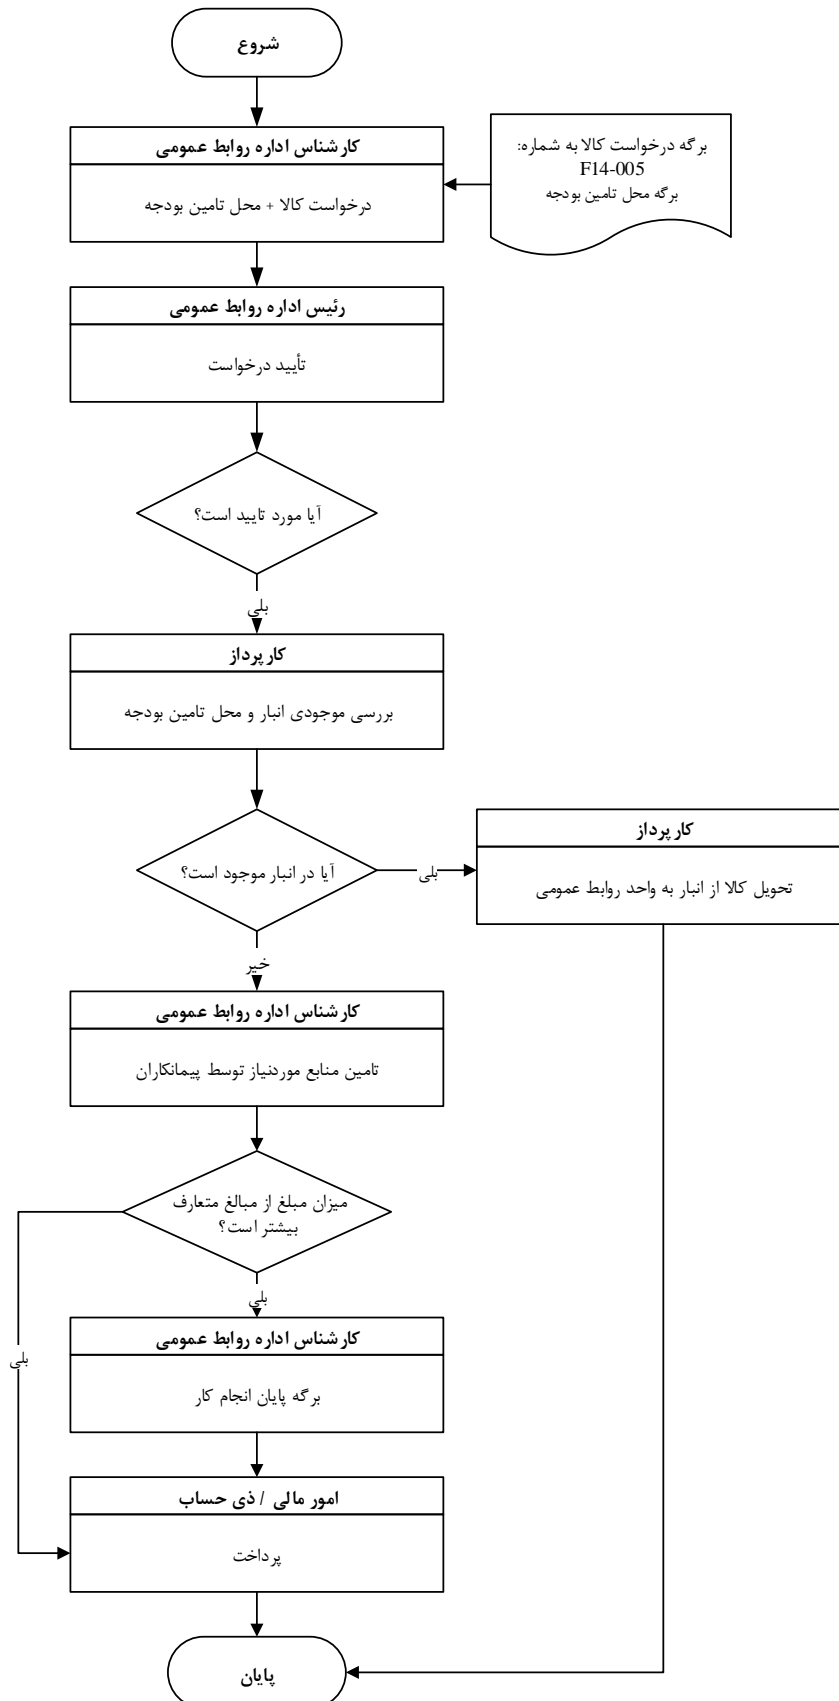 شروع
کارشناس اداره روابط عمومی
درخواست کالا + محل تامین بودجه
برگه درخواست کالا به شماره:
F14-005
برگه محل تامین بودجه
رئیس اداره روابط عمومی
تأیید درخواست
آیا مورد تایید است؟
بلی
کارپرداز
بررسی موجودی انبار و محل تامین بودجه
آیا در انبار موجود است؟
بلی
کارپرداز
تحویل کالا از انبار به واحد روابط عمومی
خیر
کارشناس اداره روابط عمومی
تامین منابع موردنیاز توسط پیمانکاران
میزان مبلغ از مبالغ متعارف
بیشتر است؟
بلی
کارشناس اداره روابط عمومی
برگه پایان انجام کار
بلی
امور مالی / ذی حساب
پرداخت
پایان